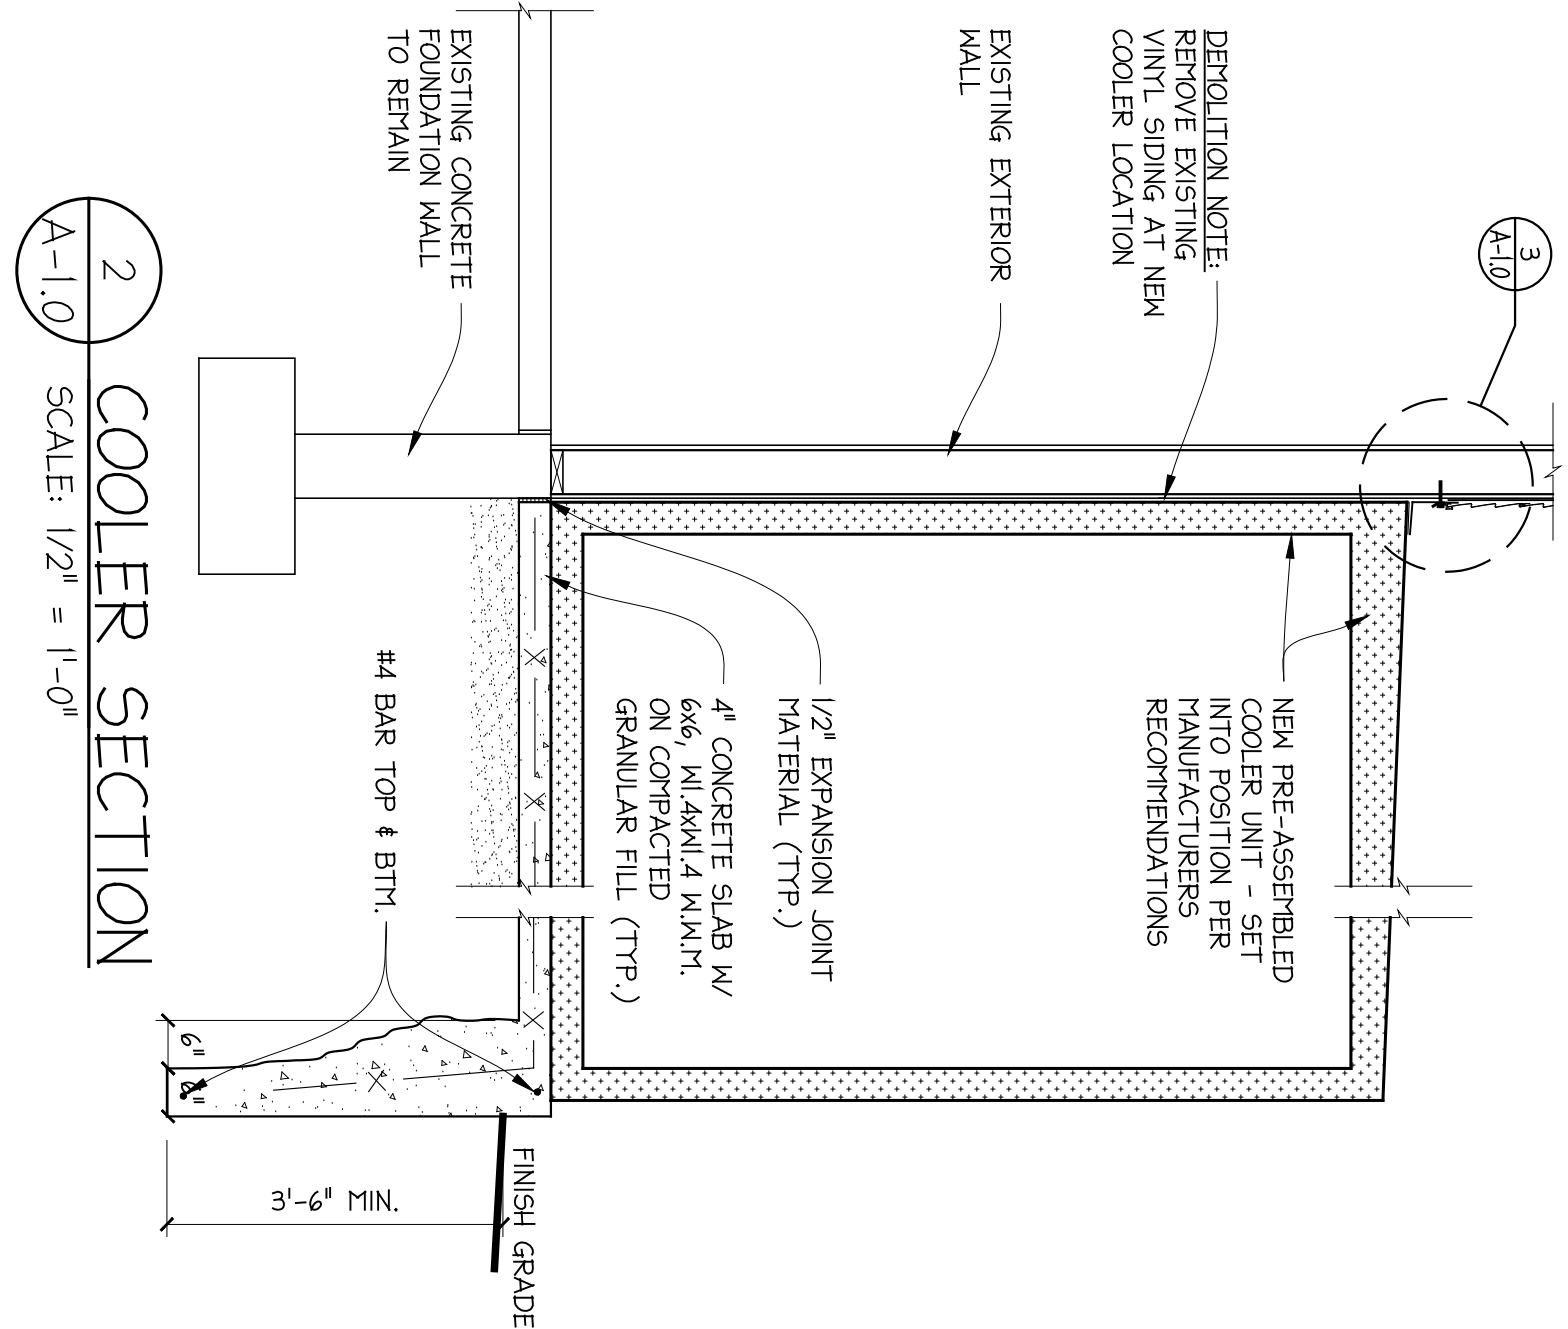 3
A-1.0
DEMOLITION NOTE:
REMOVE EXISTING
VINYL SIDING AT NEW
COOLER LOCATION
EXISTING EXTERIOR
WALL
NEW PRE-ASSEMBLED
COOLER UNIT - SET
INTO POSITION PER
MANUFACTURERS
RECOMMENDATIONS
1/2" EXPANSION JOINT
MATERIAL (TYP.)
4" CONCRETE SLAB W/
6x6, W1.4xW1.4 W.W.M.
ON COMPACTED
GRANULAR FILL (TYP.)
FINISH GRADE
EXISTING CONCRETE
FOUNDATION WALL
TO REMAIN
#4 BAR TOP & BTM.
3'-6" MIN.
6"
6"
2
A-1.0
COOLER SECTION
SCALE: 1/2" = 1'-0"